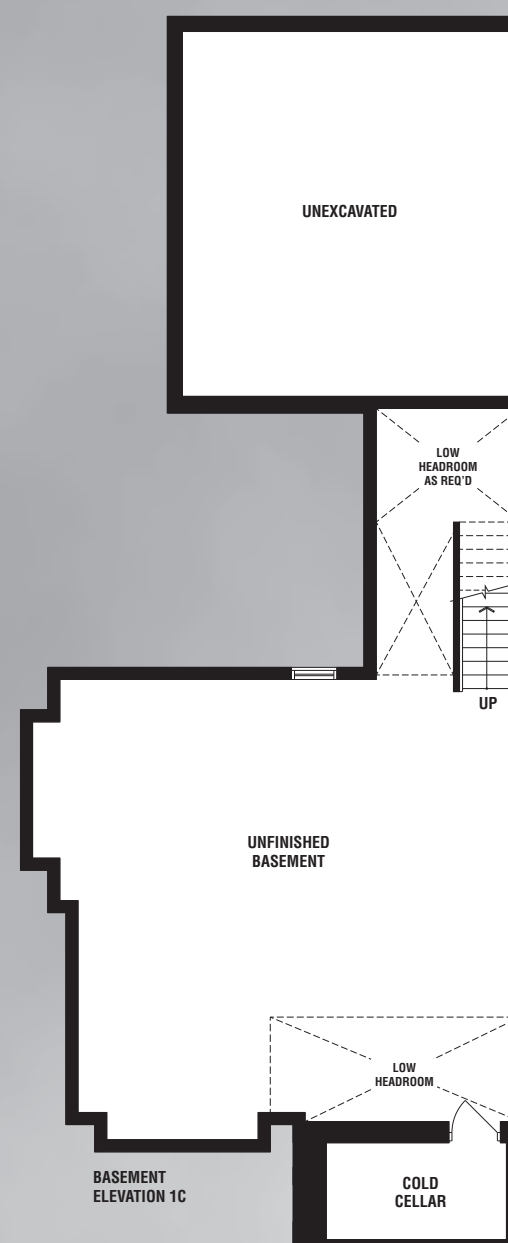 UNEXCAVATED
LOW
HEADROOM
AS REQ'D
UP
UNFINISHED
BASEMENT
LOW
HEADROOM
BASEMENT
ELEVATION 1C
COLD
CELLAR